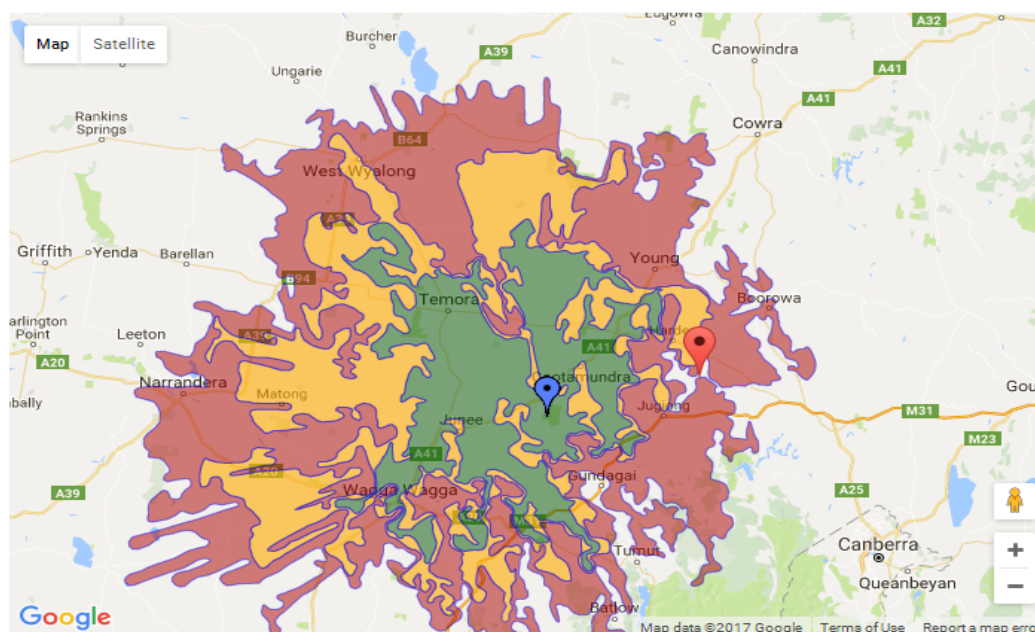 Map Satellite
Burcher
A39
Eugowra
A32
Canowindra
A41
Ungarie
A41
Rankins
Springs
Cowra
B64
West Wyalong
A39
Griffith
Yenda
Barellan
Young
B94
Temora
Boorowa
Darlington
Point
Leeton
A39
A41
Harden
A20
Cootamundra
Narrandera
Matong
Jugiong
Gou
mbally
Junee
M31
M23
A41
A20
Gundagai
A39
Wagga Wagga
A25
Tumut
Canberra
Queanbeyan
Batlow
Google
Map data ©2017 Google Terms of Use Report a map erro